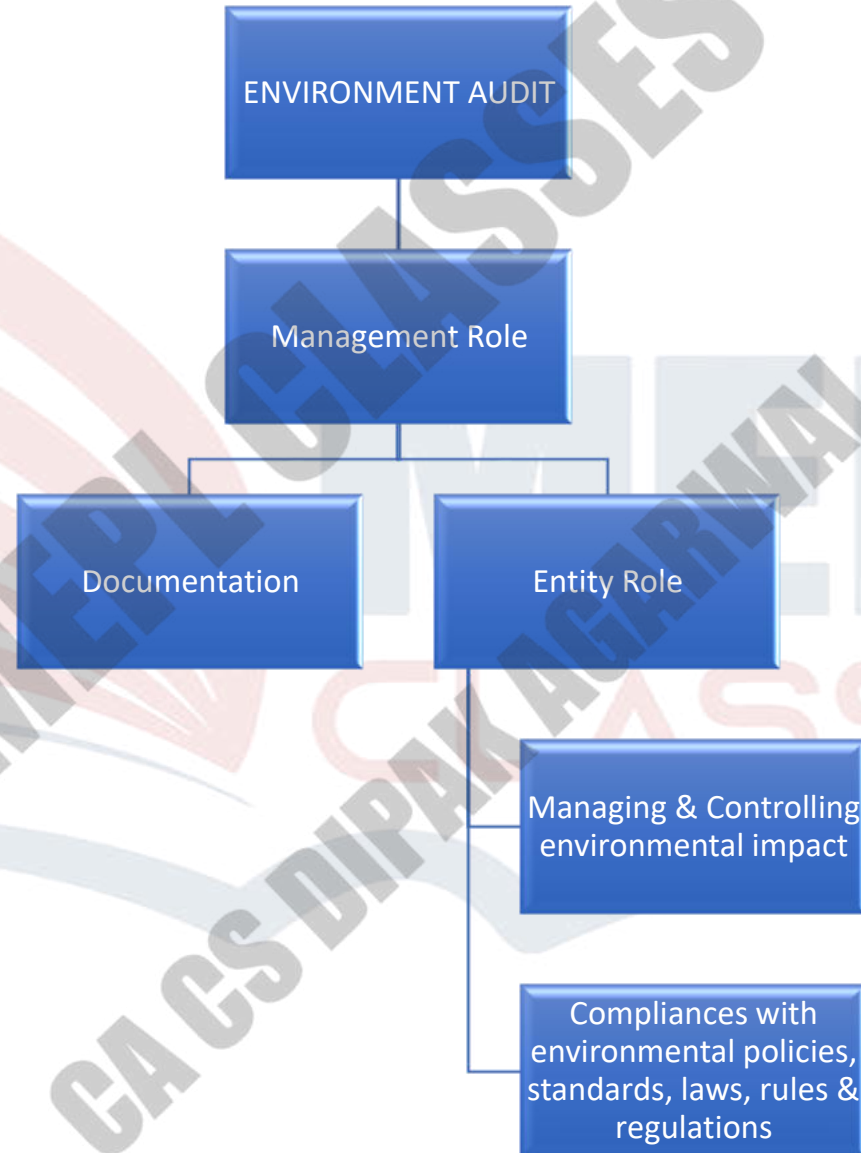 ENVIRONMENT AUDIT
Management Role
Documentation
Entity Role
Managing & Controlling
environmental impact
Compliances with
environmental policies,
standards, laws, rules &
regulations
MEPL CLASSES
CA CS DIPAK AGARWAL